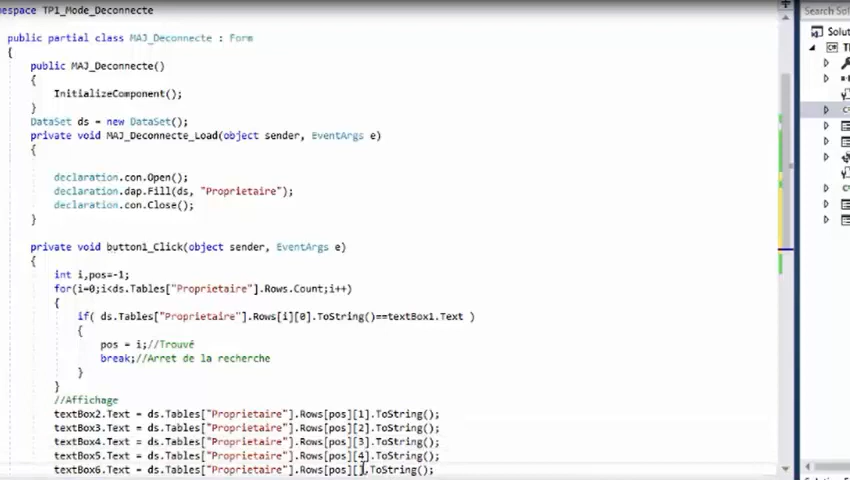 espace TP1_Mode_Deconnecte
public partial class MAJ_Deconnecte : Form
{
public MAJ_Deconnecte()
{
InitializeComponent();
}
DataSet ds = new DataSet();
private void MAJ_Deconnecte_Load(object sender, EventArgs e)
{
declaration.con.Open();
declaration.dap.Fill(ds, "Proprietaire");
declaration.con.Close();
}
private void button1_Click(object sender, EventArgs e)
{
int i,pos=-1;
for(i=0;i<ds.Tables["Proprietaire"].Rows.Count;i++)
{
if( ds.Tables["Proprietaire"].Rows[i][0].ToString()==textBox1.Text )
{
pos = i;//Trouvé
break;//Arret de la recherche
}
}
//Affichage
textBox2.Text = ds.Tables["Proprietaire"].Rows[pos][1].ToString();
textBox3.Text = ds.Tables["Proprietaire"].Rows[pos][2].ToString();
textBox4.Text = ds.Tables["Proprietaire"].Rows[pos][3].ToString();
textBox5.Text = ds.Tables["Proprietaire"].Rows[pos][4].ToString();
textBox6.Text = ds.Tables["Proprietaire"].Rows[pos][].ToString();
Search Sol
Solut